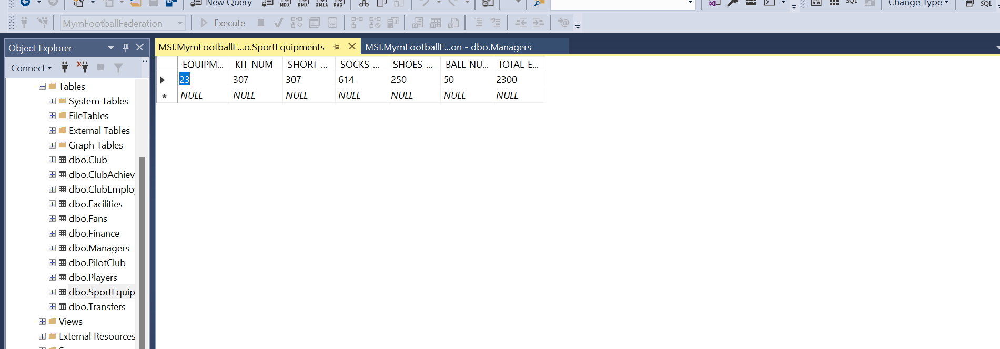 New Query
MDX DMX XMLA DAX
SQL
Change Type
SQL
MymFootballFederation
Execute
Object Explorer
Connect
Tables
System Tables
FileTables
External Tables
Graph Tables
dbo.Club
dbo.ClubAchiev
dbo.ClubEmplo
dbo.Facilities
dbo.Fans
dbo.Finance
dbo.Managers
dbo.PilotClub
dbo.Players
dbo.SportEquip
dbo.Transfers
Views
External Resources
MSI.MymFootballF...o.SportEquipments
MSI.MymFootballF...on - dbo.Managers
EQUIPM... KIT_NUM SHORT_... SOCKS_... SHOES_... BALL_NU... TOTAL_E...
23 307 307 614 250 50 2300
NULL NULL NULL NULL NULL NULL NULL